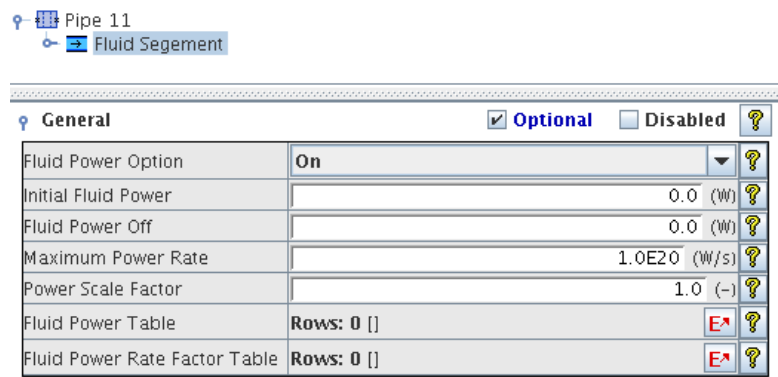 Pipe 11
Fluid Segement
General Optional Disabled
Fluid Power Option On
Initial Fluid Power 0.0 (W)
Fluid Power Off 0.0 (W)
Maximum Power Rate 1.0E20 (W/s)
Power Scale Factor 1.0 (-)
Fluid Power Table Rows: 0 [] E
Fluid Power Rate Factor Table Rows: 0 [] E